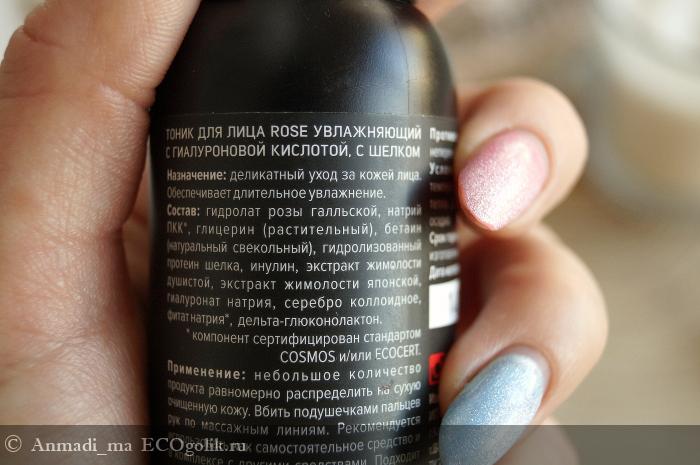 ТОНИК ДЛЯ ЛИЦА ROSE УВЛАЖНЯЮЩИЙ
С ГИАЛУРОНОВОЙ КИСЛОТОЙ, С ШЕЛКОМ
Назначение: деликатный уход за кожей лица.
Обеспечивает длительное увлажнение.
Состав: гидролат розы галльской, натрий
ПКК*, глицерин (растительный), бетаин
(натуральный свекольный), гидролизованный
протеин шелка, инулин, экстракт жимолости
душистой, экстракт жимолости японской,
гиалуронат натрия, серебро коллоидное,
фитат натрия*, дельта-глюконолактон.
* компонент сертифицирован стандартом
COSMOS и/или ECOCERT.
Применение: небольшое количество
продукта равномерно распределить на сухую
очищенную кожу. Вбить подушечками пальцев
рук по массажным линиям. Рекомендуется
как самостоятельное средство и
в комплексе с другими средствами. Подходит
© Anmadi_ma ECOgolik.ru